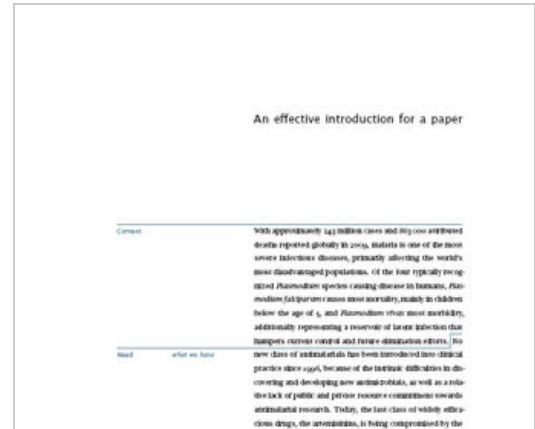 An effective introduction for a paper
Context
With approximately 243 million cases and 863 000 attributed
deaths reported globally in 2009, malaria is one of the most
severe infectious diseases, primarily affecting the world's
most disadvantaged populations. Of the four typically recog-
nized Plasmodium species causing disease in humans, Plas-
modium falciparum causes most mortality, mainly in children
below the age of 5, and Plasmodium vivax most morbidity,
additionally representing a reservoir of latent infection that
hampers current control and future elimination efforts. No
Need what we have
new class of antimalarials has been introduced into clinical
practice since 1996, because of the intrinsic difficulties in dis-
covering and developing new antimicrobials, as well as a rela-
tive lack of public and private resource commitment towards
antimalarial research. Today, the last class of widely effica-
cious drugs, the artemisinins, is being compromised by the